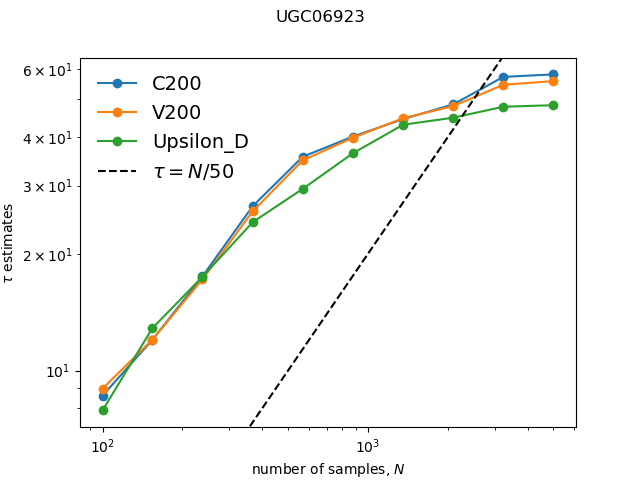 UGC06923
6 × 10¹
4 × 10¹
3 × 10¹
2 × 10¹
10¹
τ estimates
C200
V200
Upsilon_D
τ = N/50
10² 10³
number of samples, N